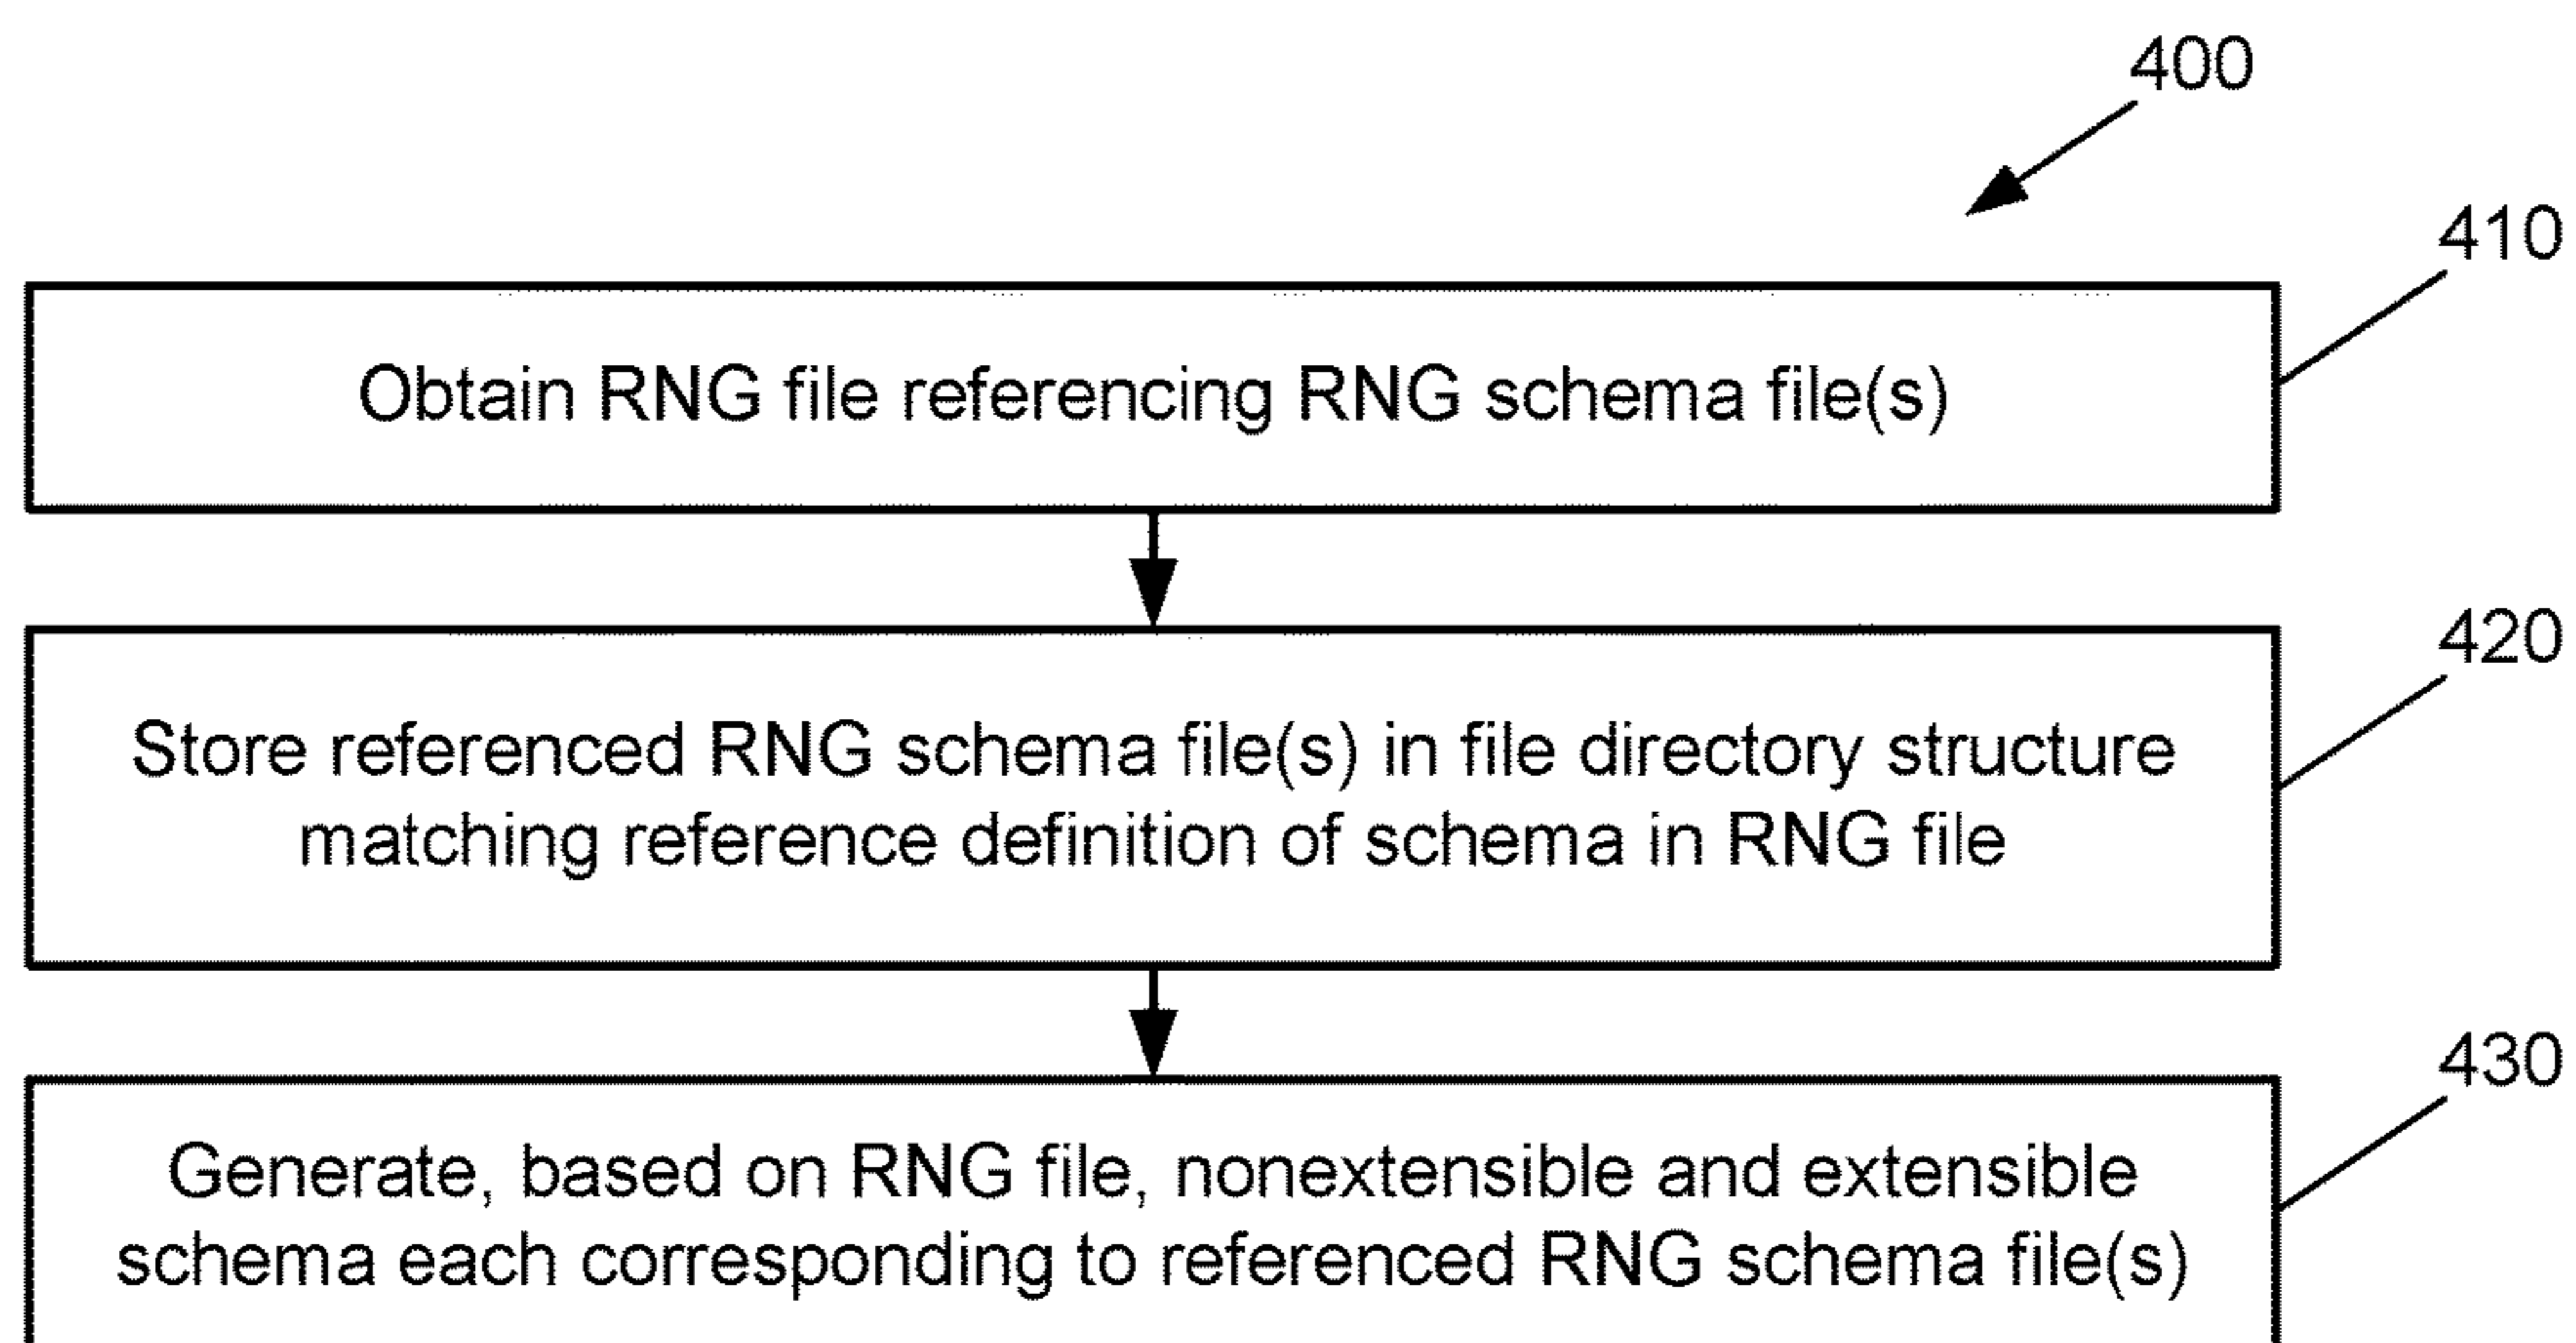 400
410
Obtain RNG file referencing RNG schema file(s)
420
Store referenced RNG schema file(s) in file directory structure
matching reference definition of schema in RNG file
430
Generate, based on RNG file, nonextensible and extensible
schema each corresponding to referenced RNG schema file(s)